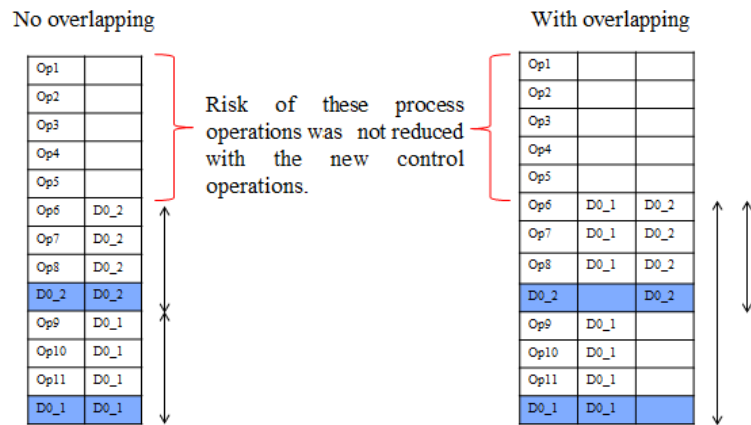 No overlapping
With overlapping
Op1
Op2
Op3
Op4
Op5
Op6 D0_2
Op7 D0_2
Op8 D0_2
D0_2 D0_2
Op9 D0_1
Op10 D0_1
Op11 D0_1
D0_1 D0_1
Risk of these process
operations was not reduced
with the new control
operations.
Op1
Op2
Op3
Op4
Op5
Op6 D0_1 D0_2
Op7 D0_1 D0_2
Op8 D0_1 D0_2
D0_2 D0_2
Op9 D0_1
Op10 D0_1
Op11 D0_1
D0_1 D0_1